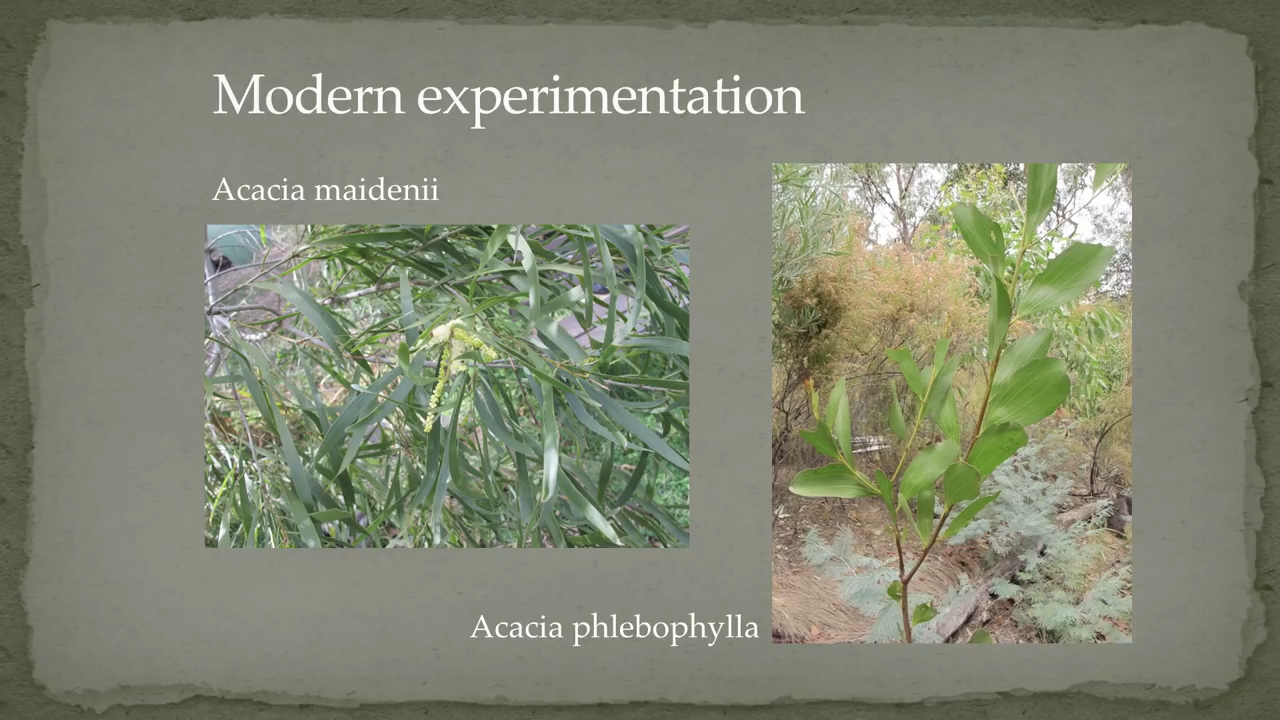 Modern experimentation
Acacia maidenii
Acacia phlebophylla